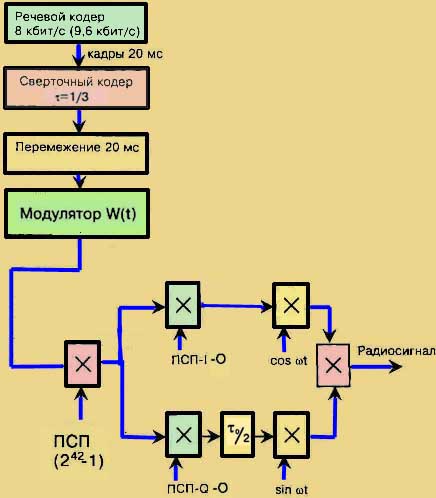 Речевой кодер
8 кбит/с (9,6 кбит/с)
кадры 20 мс
Сверточный кодер
τ=1/3
Перемежение 20 мс
Модулятор W(t)
×
×
ПСП-I -О
cos ωt
×
×
Радиосигнал
ПСП
(2⁴²-1)
×
τ₀/2
×
ПСП-Q -О
sin ωt